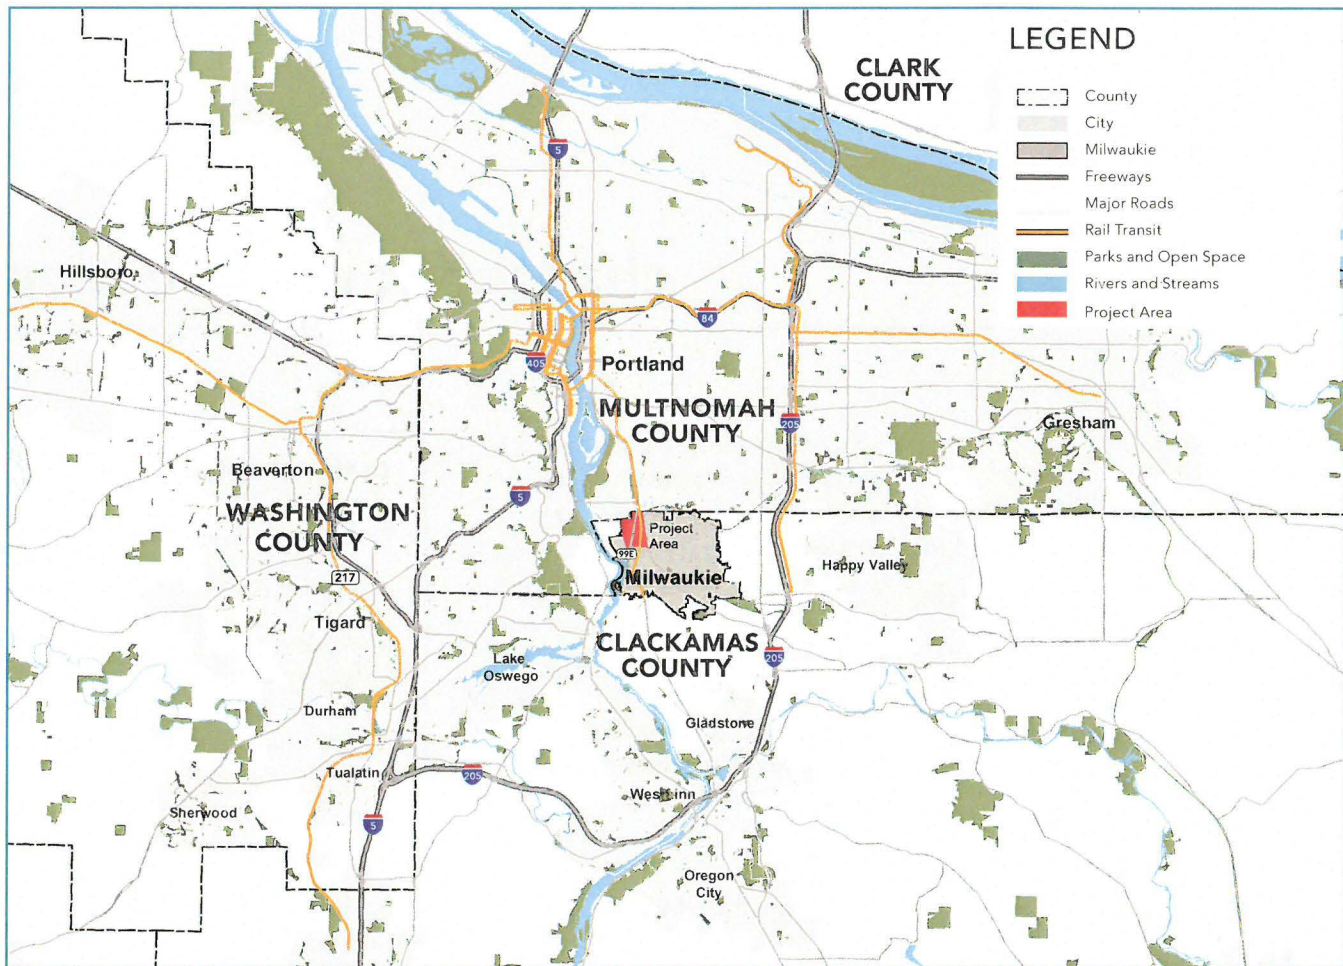 LEGEND
County
City
Milwaukie
Freeways
Major Roads
Rail Transit
Parks and Open Space
Rivers and Streams
Project Area
CLARK
COUNTY
5
Hillsboro
84
405
Portland
MULTNOMAH
COUNTY
205
Gresham
Beaverton
5
WASHINGTON
COUNTY
Project
Area
99E
Happy Valley
217
Milwaukie
Tigard
CLACKAMAS
COUNTY
205
Lake
Oswego
Durham
Gladstone
Tualatin
205
West Linn
Sherwood
5
Oregon
City